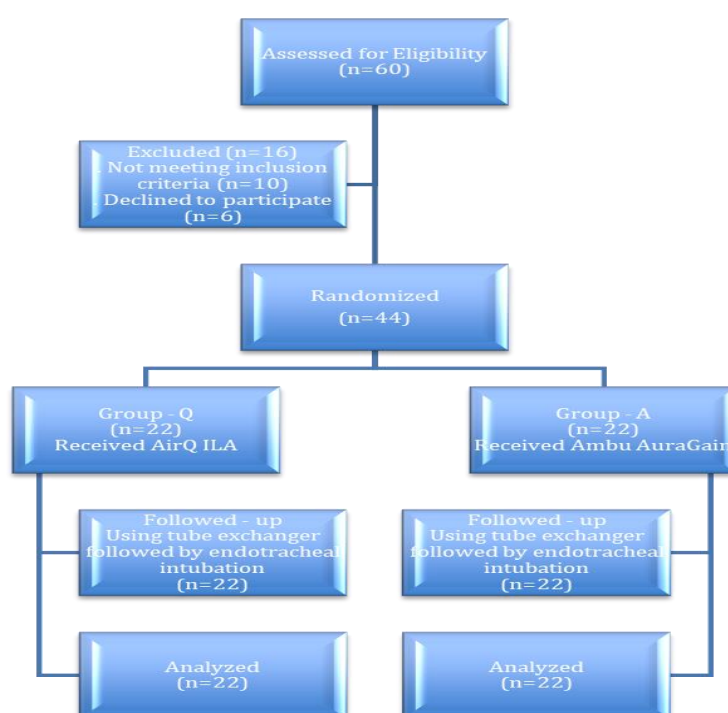 Assessed for Eligibility
(n=60)
Excluded (n=16)
. Not meeting inclusion
criteria (n=10)
. Declined to participate
(n=6)
Randomized
(n=44)
Group - Q
(n=22)
Received AirQ ILA
Group - A
(n=22)
Received Ambu AuraGain
Followed - up
Using tube exchanger
followed by endotracheal
intubation
(n=22)
Followed - up
Using tube exchanger
followed by endotracheal
intubation
(n=22)
Analyzed
(n=22)
Analyzed
(n=22)